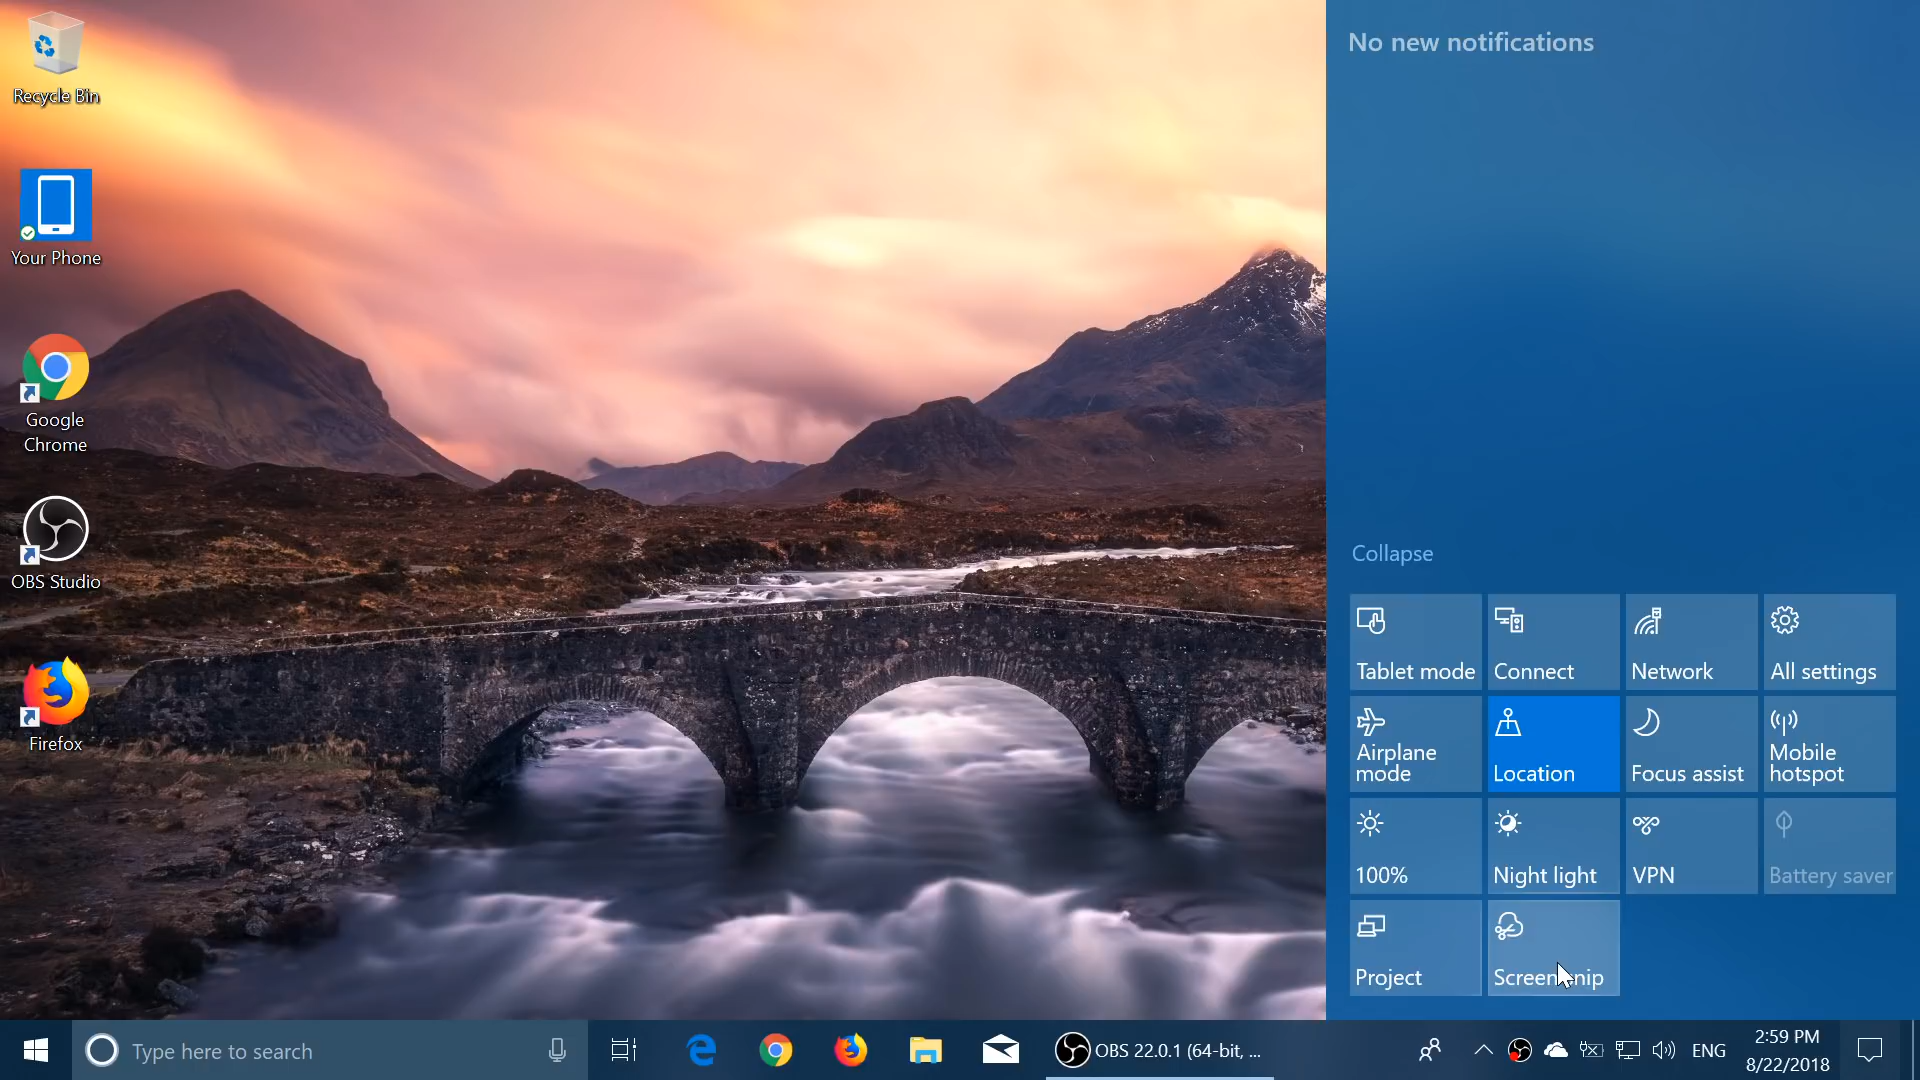 Recycle Bin
Your Phone
Google
Chrome
OBS Studio
Firefox
No new notifications
Collapse
Tablet mode
Connect
Network
All settings
Airplane
mode
Location
Focus assist
Mobile
hotspot
100%
Night light
VPN
Battery saver
Project
Screen snip
Type here to search
OBS 22.0.1 (64-bit, ...
ENG
2:59 PM
8/22/2018